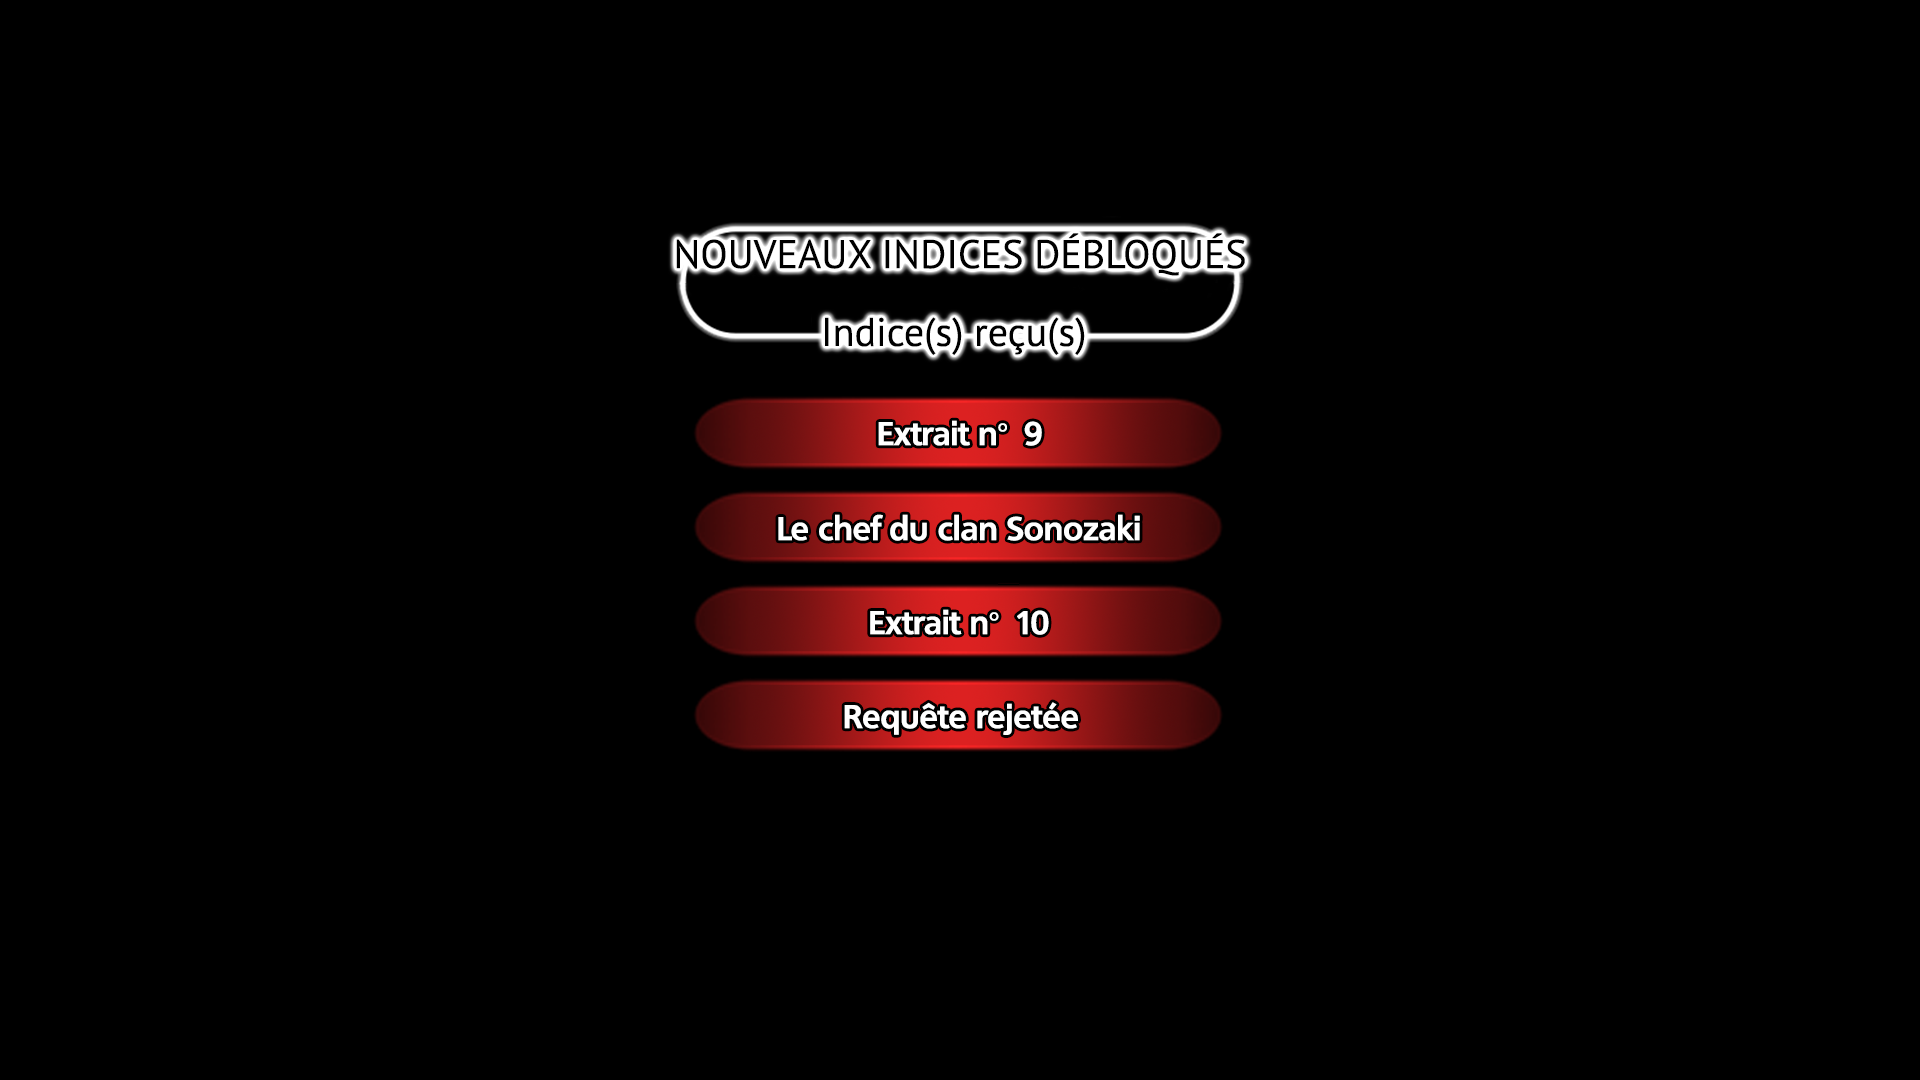 NOUVEAUX INDICES DÉBLOQUÉS
Indice(s) reçu(s)
Extrait n° 9
Le chef du clan Sonozaki
Extrait n° 10
Requête rejetée